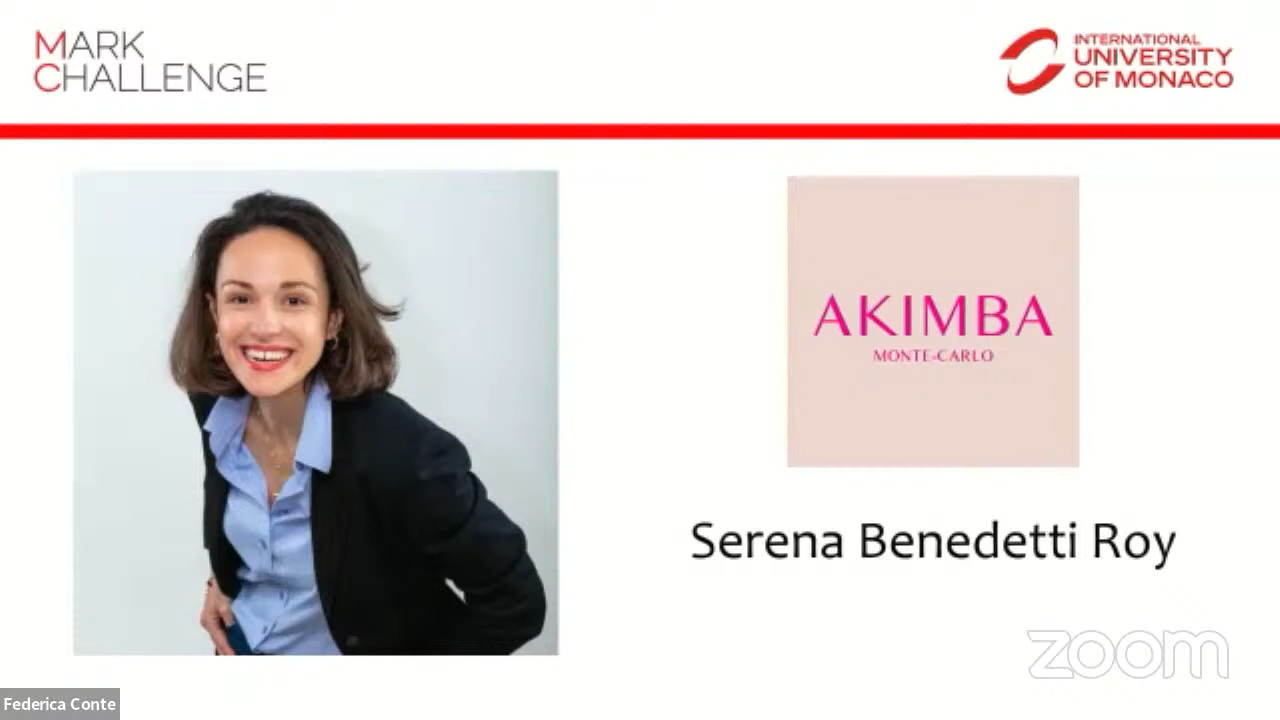 MARK
CHALLENGE
INTERNATIONAL
UNIVERSITY
OF MONACO
AKIMBA
MONTE-CARLO
Serena Benedetti Roy
zoom
Federica Conte